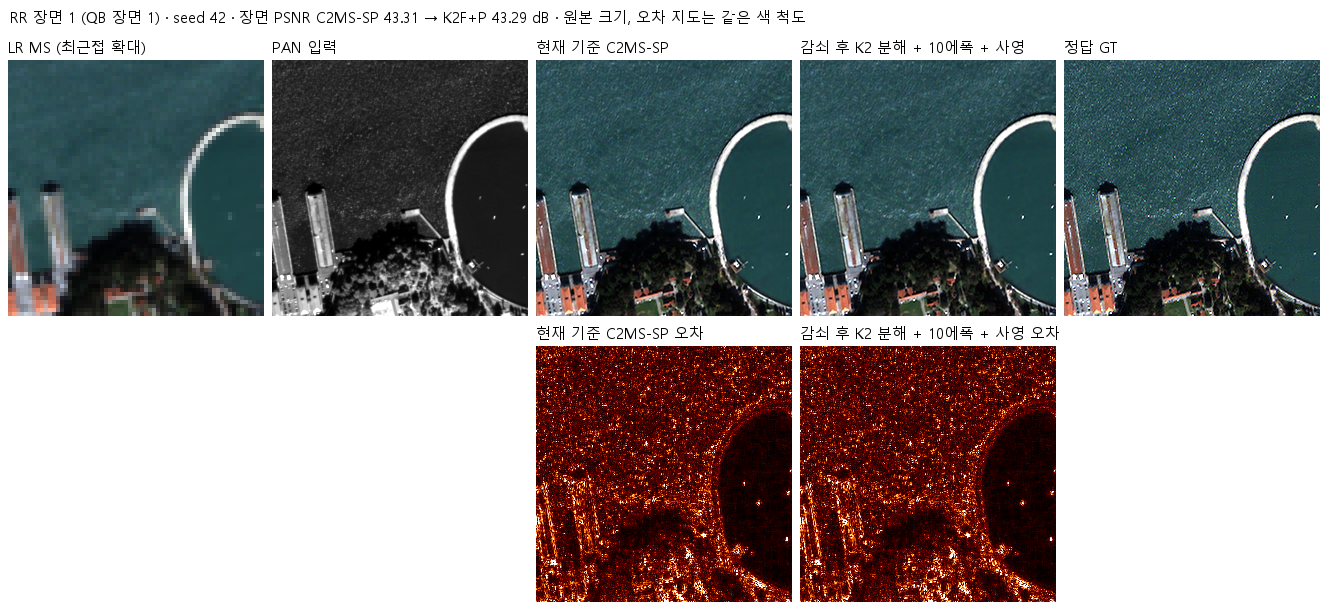 RR 장면 1 (QB 장면 1) · seed 42 · 장면 PSNR C2MS-SP 43.31 → K2F+P 43.29 dB · 원본 크기, 오차 지도는 같은 색 척도
LR MS (최근접 확대)
PAN 입력
현재 기준 C2MS-SP
감쇠 후 K2 분해 + 10에폭 + 사영
정답 GT
현재 기준 C2MS-SP 오차
감쇠 후 K2 분해 + 10에폭 + 사영 오차